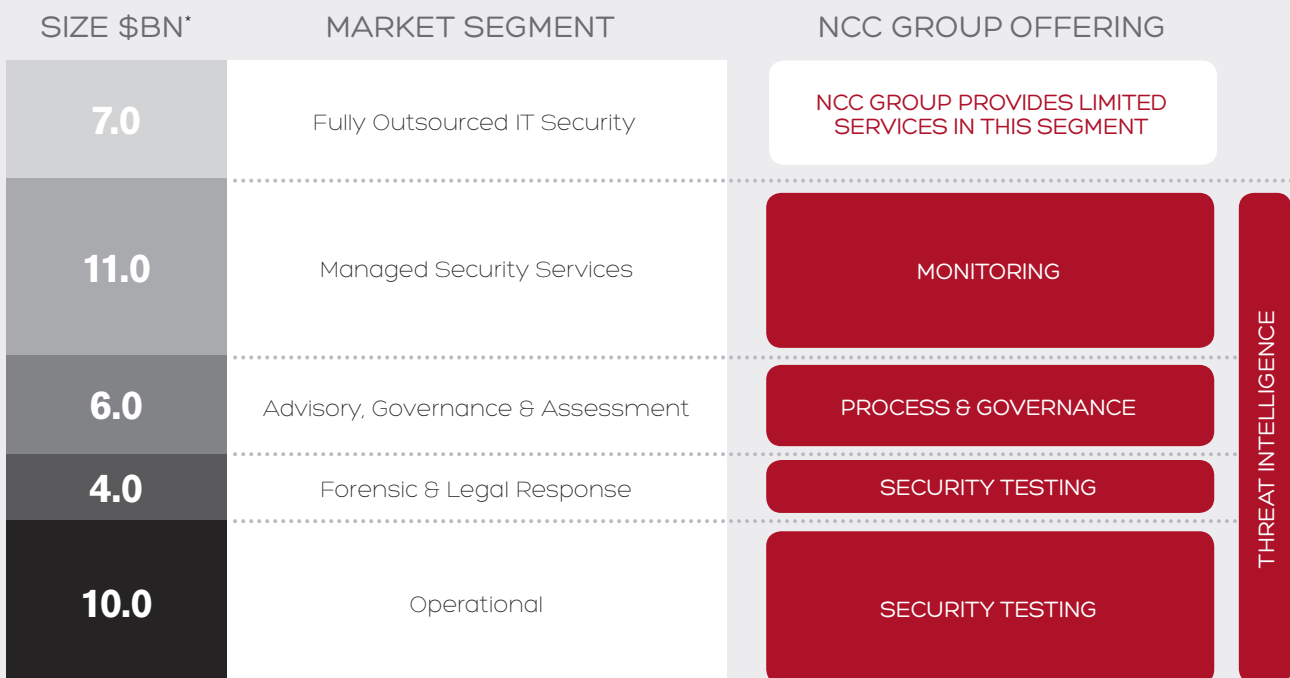 SIZE $BN*
MARKET SEGMENT
NCC GROUP OFFERING
7.0
Fully Outsourced IT Security
NCC GROUP PROVIDES LIMITED
SERVICES IN THIS SEGMENT
11.0
Managed Security Services
MONITORING
6.0
Advisory, Governance & Assessment
PROCESS & GOVERNANCE
4.0
Forensic & Legal Response
SECURITY TESTING
10.0
Operational
SECURITY TESTING
THREAT INTELLIGENCE